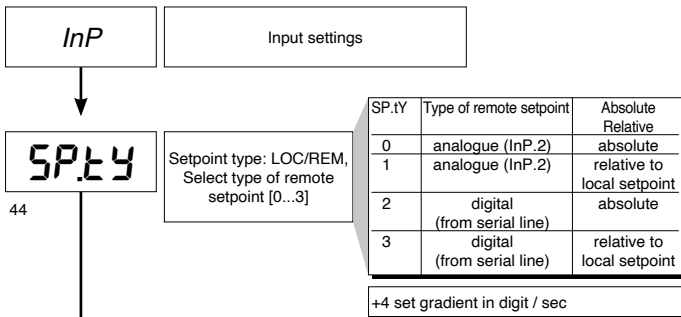 InP
Input settings
SP.tY
44
Setpoint type: LOC/REM,
Select type of remote
setpoint [0...3]
SP.tY Type of remote setpoint Absolute
Relative
0 analogue (InP.2) absolute
1 analogue (InP.2) relative to
local setpoint
2 digital absolute
(from serial line)
3 digital relative to
(from serial line) local setpoint
+4 set gradient in digit / sec